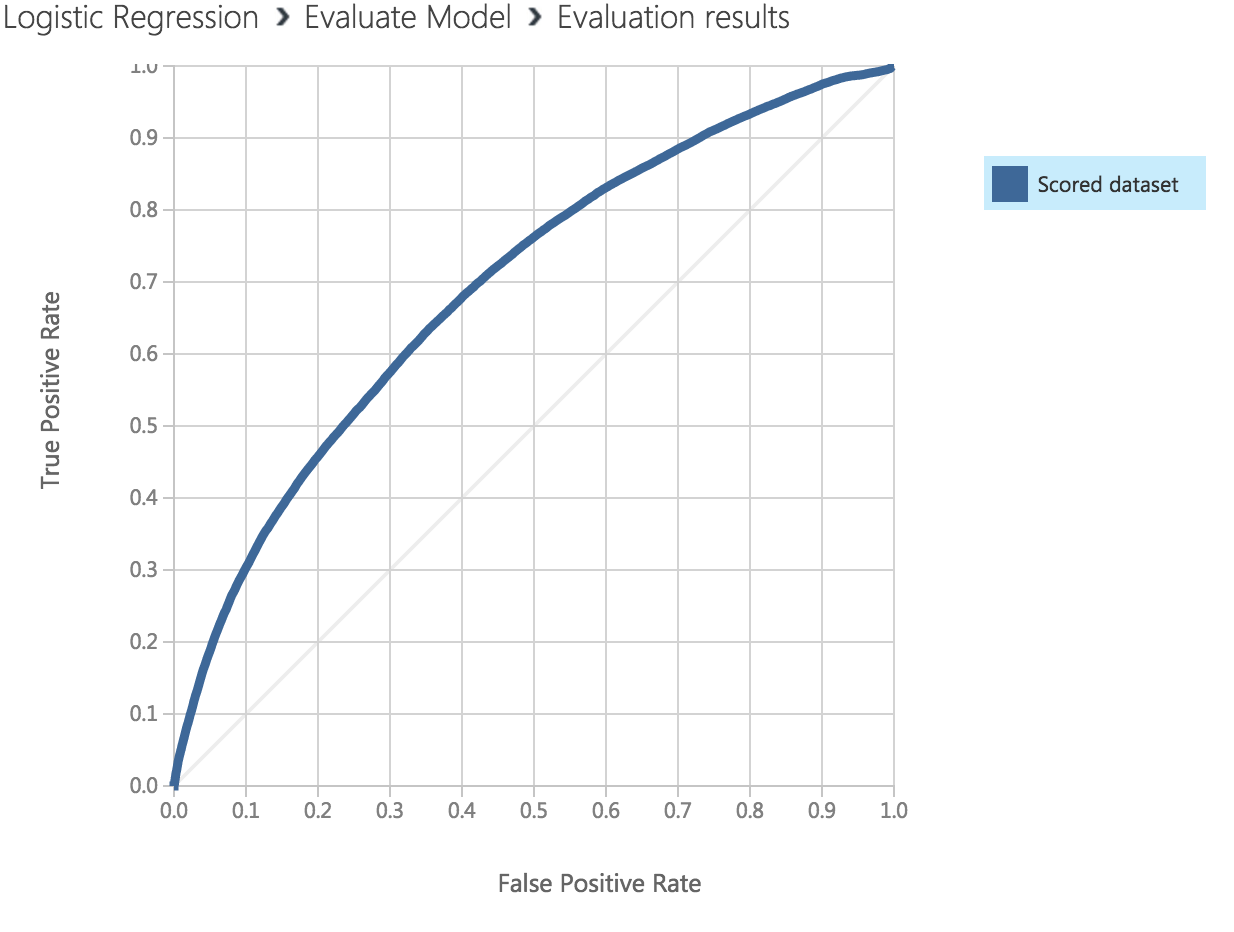 Logistic Regression › Evaluate Model › Evaluation results
1.0
0.9
0.8
0.7
0.6
0.5
0.4
0.3
0.2
0.1
0.0
True Positive Rate
0.0 0.1 0.2 0.3 0.4 0.5 0.6 0.7 0.8 0.9 1.0
False Positive Rate
Scored dataset